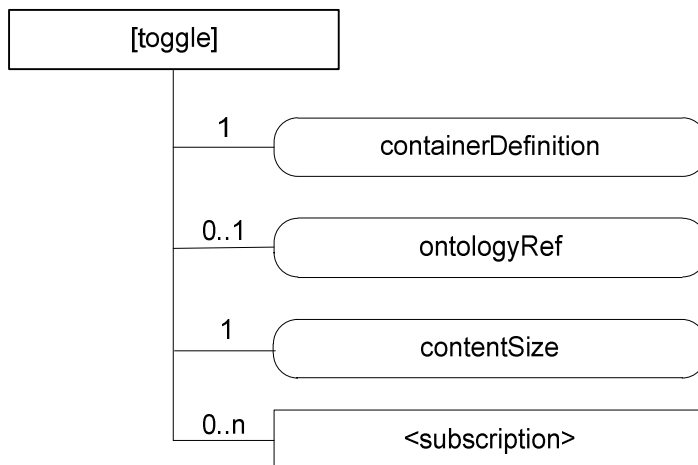 [toggle]
1
containerDefinition
0..1
ontologyRef
1
contentSize
0..n
<subscription>